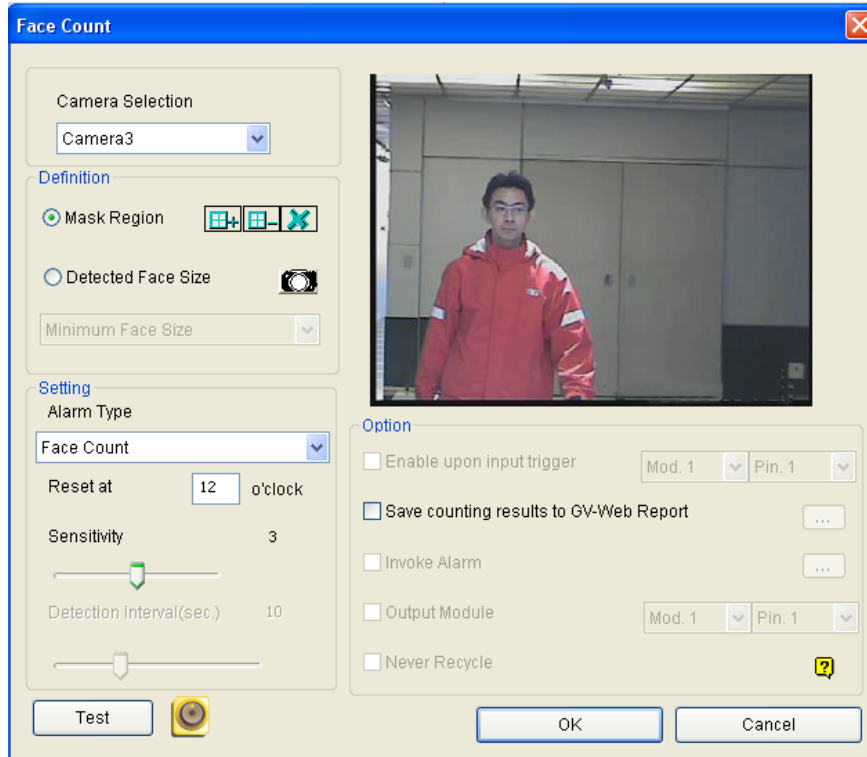 Face Count
Camera Selection
Camera3
Definition
Mask Region
Detected Face Size
Minimum Face Size
Setting
Alarm Type
Face Count
Reset at 12 o'clock
Sensitivity 3
Detection Interval(sec.) 10
Test
Option
Enable upon input trigger Mod. 1 Pin. 1
Save counting results to GV-Web Report ...
Invoke Alarm ...
Output Module Mod. 1 Pin. 1
Never Recycle ?
OK Cancel